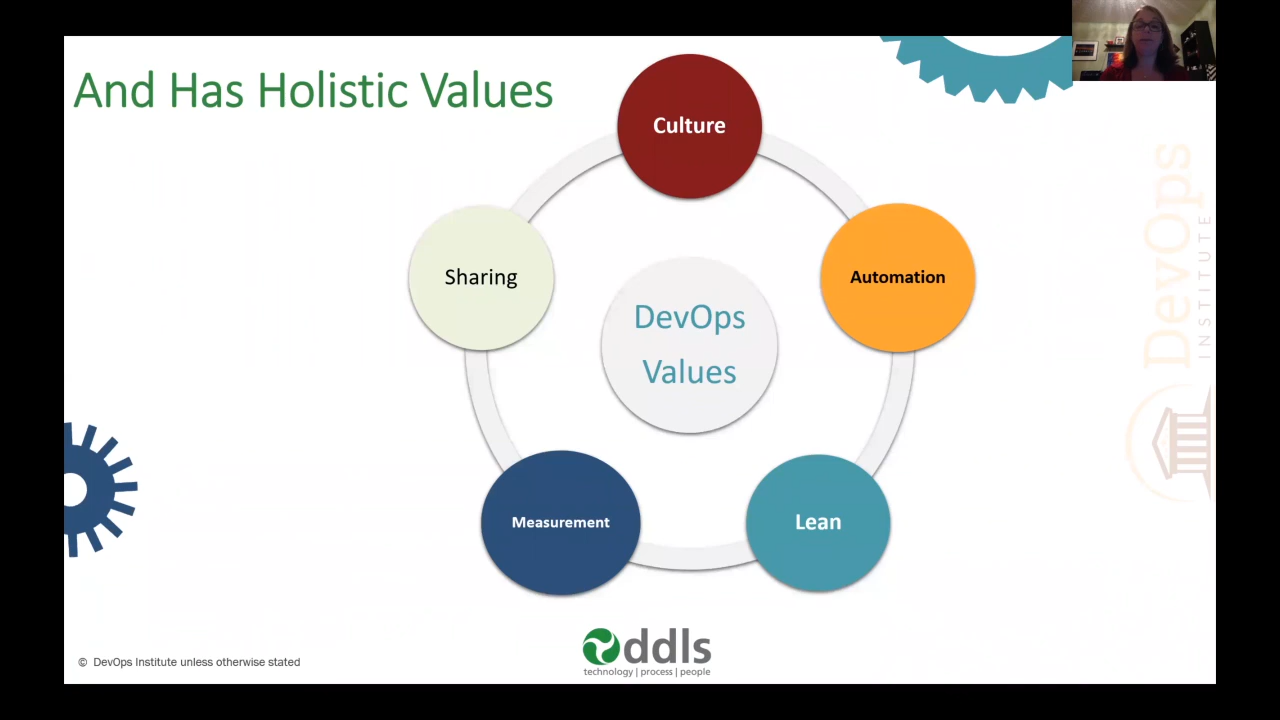 And Has Holistic Values
Culture
Sharing
Automation
DevOps
Values
Measurement
Lean
DevOps
INSTITUTE
ddls
technology | process | people
© DevOps Institute unless otherwise stated